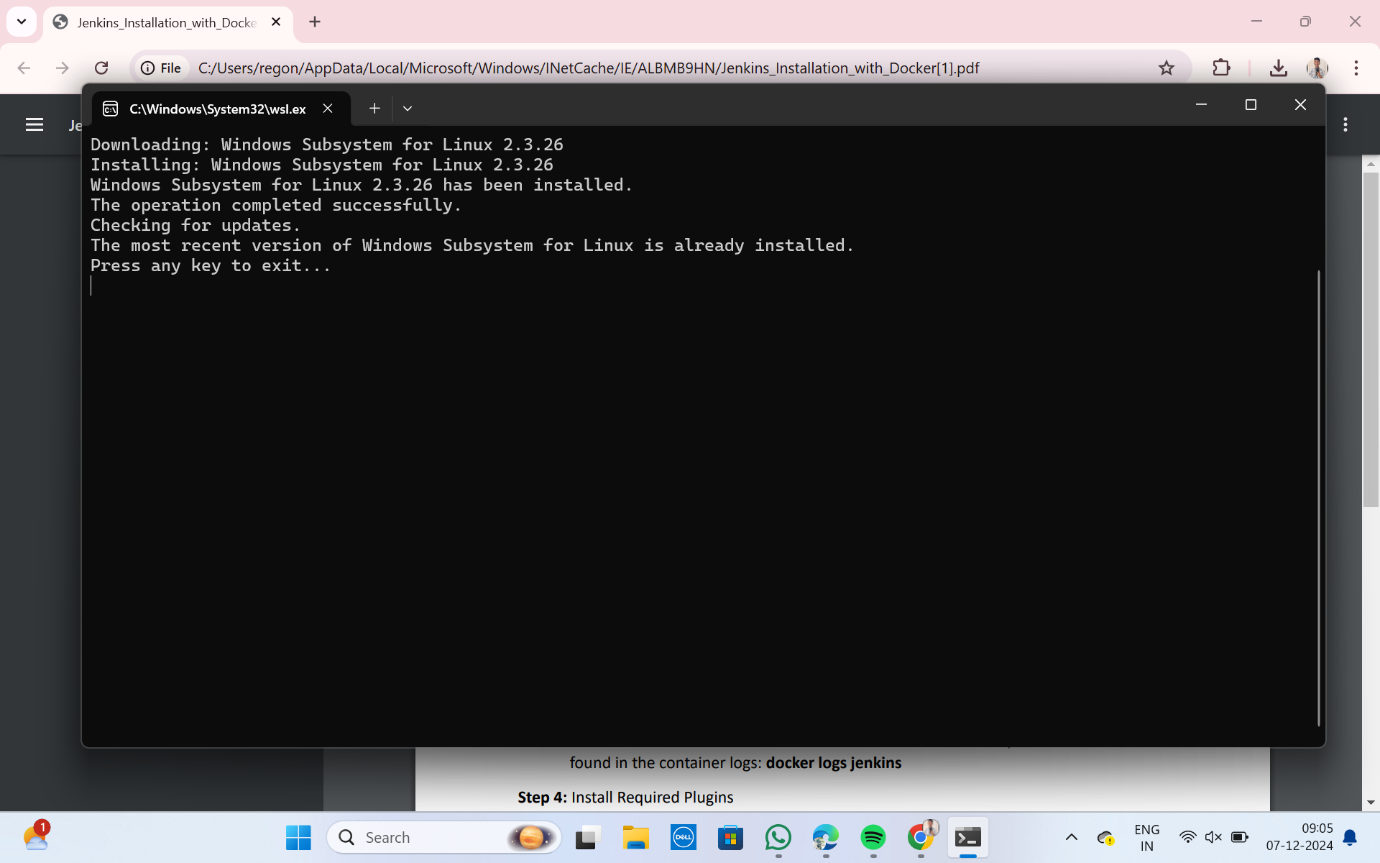 Jenkins_Installation_with_Docke
File
C:/Users/regon/AppData/Local/Microsoft/Windows/INetCache/IE/ALBMB9HN/Jenkins_Installation_with_Docker[1].pdf
Je
C:\Windows\System32\wsl.ex
Downloading: Windows Subsystem for Linux 2.3.26
Installing: Windows Subsystem for Linux 2.3.26
Windows Subsystem for Linux 2.3.26 has been installed.
The operation completed successfully.
Checking for updates.
The most recent version of Windows Subsystem for Linux is already installed.
Press any key to exit...
found in the container logs: docker logs jenkins
Step 4: Install Required Plugins
1
Search
DELL
ENG
IN
09:05
07-12-2024